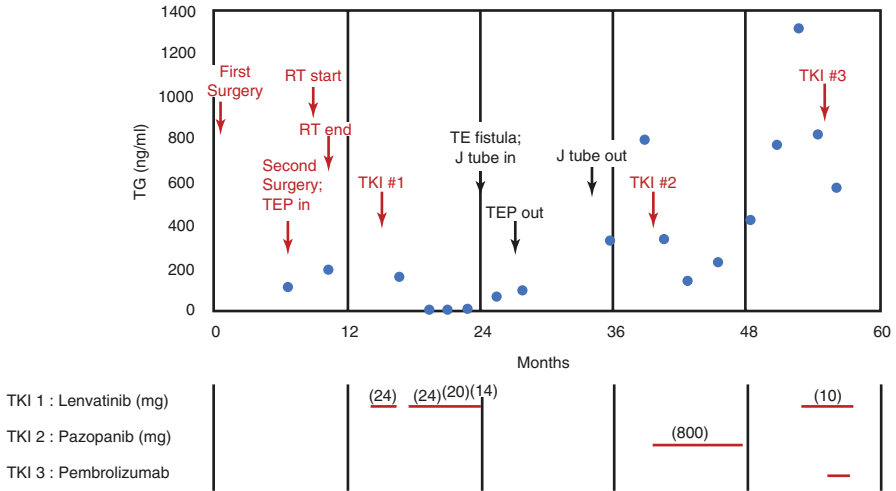 1400
1200
1000
800
600
400
200
0
TG (ng/ml)
First
Surgery
RT start
RT end
Second
Surgery;
TEP in
TKI #1
TE fistula;
J tube in
TEP out
J tube out
TKI #2
TKI #3
0 12 24 36 48 60
Months
TKI 1 : Lenvatinib (mg) (24) (24) (20) (14) (10)
TKI 2 : Pazopanib (mg) (800)
TKI 3 : Pembrolizumab